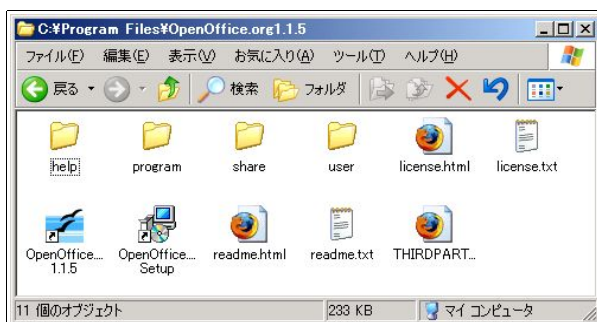 C:¥Program Files¥OpenOffice.org1.1.5
ファイル(F) 編集(E) 表示(V) お気に入り(A) ツール(T) ヘルプ(H)
戻る 検索 フォルダ
help program share user license.html license.txt
OpenOffice... 1.1.5
OpenOffice... Setup
readme.html readme.txt THIRDPART...
11 個のオブジェクト 233 KB マイ コンピュータ